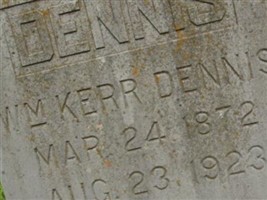 DENNIS
WM KERR DENNIS
MAR. 24 1872
AUG. 23 1923